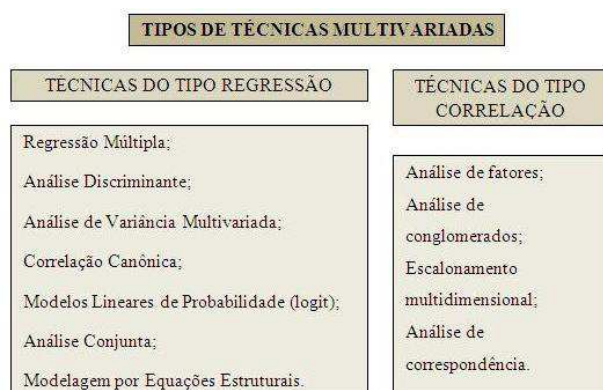 TIPOS DE TÉCNICAS MULTIVARIADAS
TÉCNICAS DO TIPO REGRESSÃO
Regressão Múltipla;
Análise Discriminante;
Análise de Variância Multivariada;
Correlação Canônica;
Modelos Lineares de Probabilidade (logit);
Análise Conjunta;
Modelagem por Equações Estruturais.
TÉCNICAS DO TIPO
CORRELAÇÃO
Análise de fatores;
Análise de
conglomerados;
Escalonamento
multidimensional;
Análise de
correspondência.